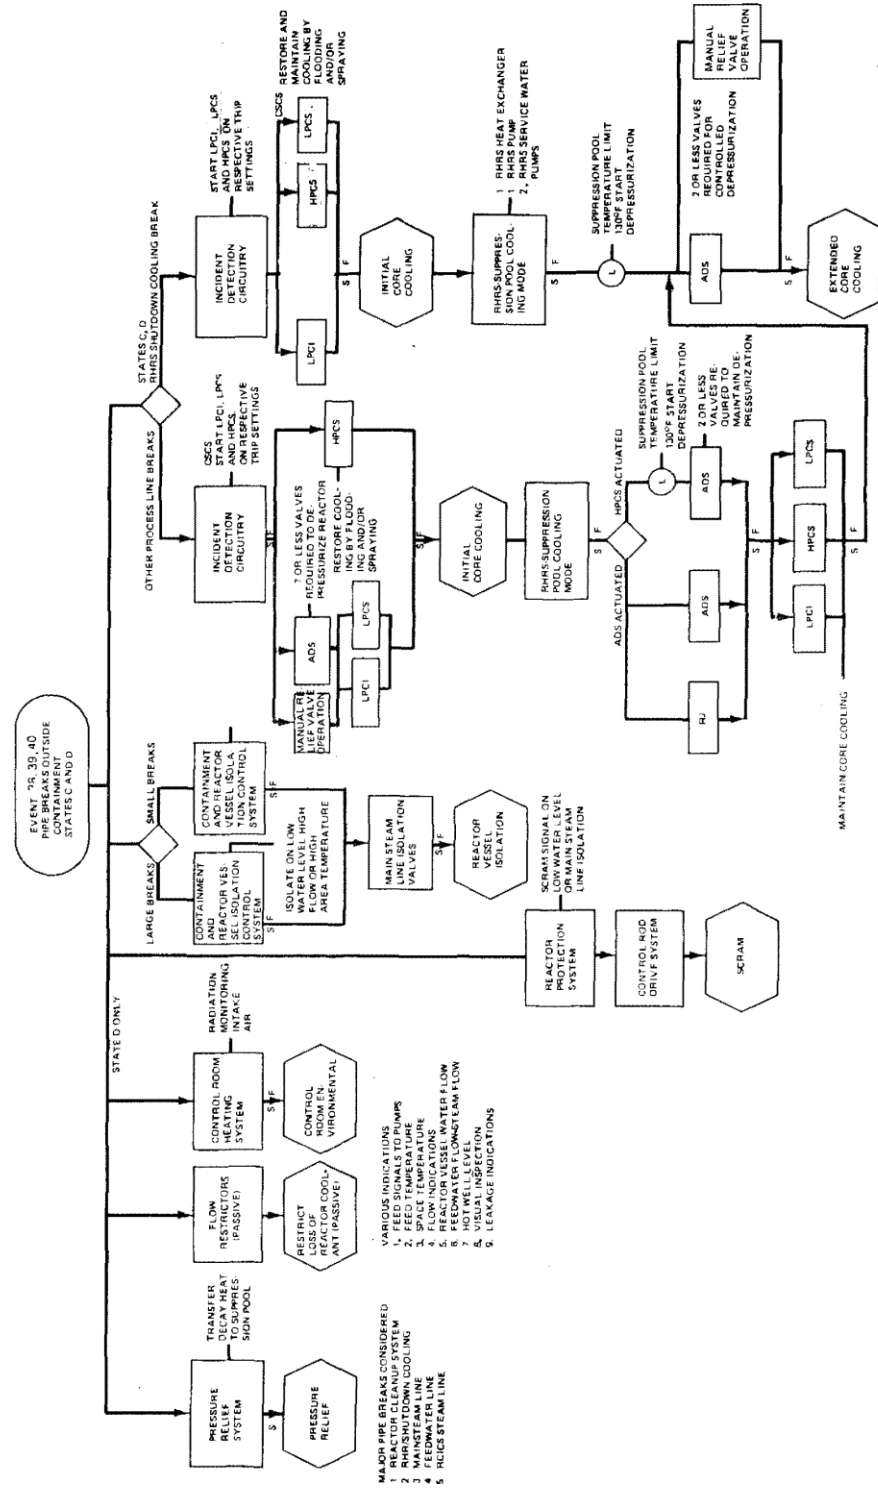 EVENT 38, 39, 40
PIPE BREAKS OUTSIDE
CONTAINMENT
STATES C AND D
STATE D ONLY
LARGE BREAKS
SMALL BREAKS
OTHER PROCESS LINE BREAKS
STATES C, D
RHRS SHUTDOWN COOLING BREAK
PRESSURE
RELIEF
SYSTEM
TRANSFER
DECAY HEAT
TO SUPPRES-
SION POOL
S
PRESSURE
RELIEF
FLOW
RESTRICTORS
(PASSIVE)
RESTRICT
LOSS OF
REACTOR COOL-
ANT (PASSIVE)
CONTROL ROOM
HEATING
SYSTEM
RADIATION
MONITORING
INTAKE
AIR
S F
CONTROL
ROOM EN-
VIRONMENTAL
MAJOR PIPE BREAKS CONSIDERED
1 REACTOR CLEANUP SYSTEM
2 RHR/SHUTDOWN COOLING
3 MAINSTEAM LINE
4 FEEDWATER LINE
5 RCICS STEAM LINE
VARIOUS INDICATIONS
1. FEED SIGNALS TO PUMPS
2. FEED TEMPERATURE
3. SPACE TEMPERATURE
4. FLOW INDICATIONS
5. REACTOR VESSEL WATER FLOW
6. FEEDWATER FLOW-STEAM FLOW
7 HOT WELL LEVEL
8. VISUAL INSPECTION
9. LEAKAGE INDICATIONS
CONTAINMENT
AND
REACTOR VES-
SEL ISOLATION
CONTROL
SYSTEM
S F
CONTAINMENT
AND REACTOR
VESSEL ISOLA
TION CONTROL
SYSTEM
S F
ISOLATE ON LOW
WATER LEVEL HIGH
FLOW OR HIGH
AREA TEMPERATURE
MAIN STEAM
LINE ISOLATION
VALVES
S F
REACTOR
VESSEL
ISOLATION
REACTOR
PROTECTION
SYSTEM
SCRAM SIGNAL ON
LOW WATER LEVEL
OR MAIN STEAM
LINE ISOLATION
CONTROL ROD
DRIVE SYSTEM
SCRAM
INCIDENT
DETECTION
CIRCUITRY
CSCS
START LPCI, LPCS
AND HPCS,
ON RESPECTIVE
TRIP SETTINGS
S F
MANUAL RE-
LIEF VALVE
OPERATION
ADS
7 OR LESS VALVES
REQUIRED TO DE-
PRESSURIZE REACTOR
HPCS
RESTORE COOL-
ING BY FLOOD-
ING AND/OR
SPRAYING
LPCI
LPCS
S F
INITIAL
CORE COOLING
RHRS-SUPPRESSION
POOL COOLING
MODE
S F
ADS ACTUATED
HPCS ACTUATED
L
SUPPRESSION POOL
TEMPERATURE LIMIT
130°F START
DEPRESSURIZATION
ADS
ADS
2 OR LESS
VALVES RE-
QUIRED TO
MAINTAIN DE-
PRESSURIZATION
S F
LPCI
HPCS
LPCS
S F
MAINTAIN CORE COOLING
INCIDENT
DETECTION
CIRCUITRY
START LPCI, LPCS
AND HPCS ON
RESPECTIVE TRIP
SETTINGS
LPCI
HPCS
LPCS
CSCS
RESTORE AND
MAINTAIN
COOLING BY
FLOODING
AND/OR
SPRAYING
S F
INITIAL
CORE
COOLING
RHRS-SUPPRES-
SION POOL COOL-
ING MODE
1 RHRS HEAT EXCHANGER
1 RHRS PUMP
2, RHRS SERVICE WATER
PUMPS
S F
L
SUPPRESSION POOL
TEMPERATURE LIMIT
130°F START
DEPRESSURIZATION
ADS
2 OR LESS VALVES
REQUIRED FOR
CONTROLLED
DEPRESSURIZATION
MANUAL
RELIEF
VALVE
OPERATION
S F
EXTENDED
CORE
COOLING